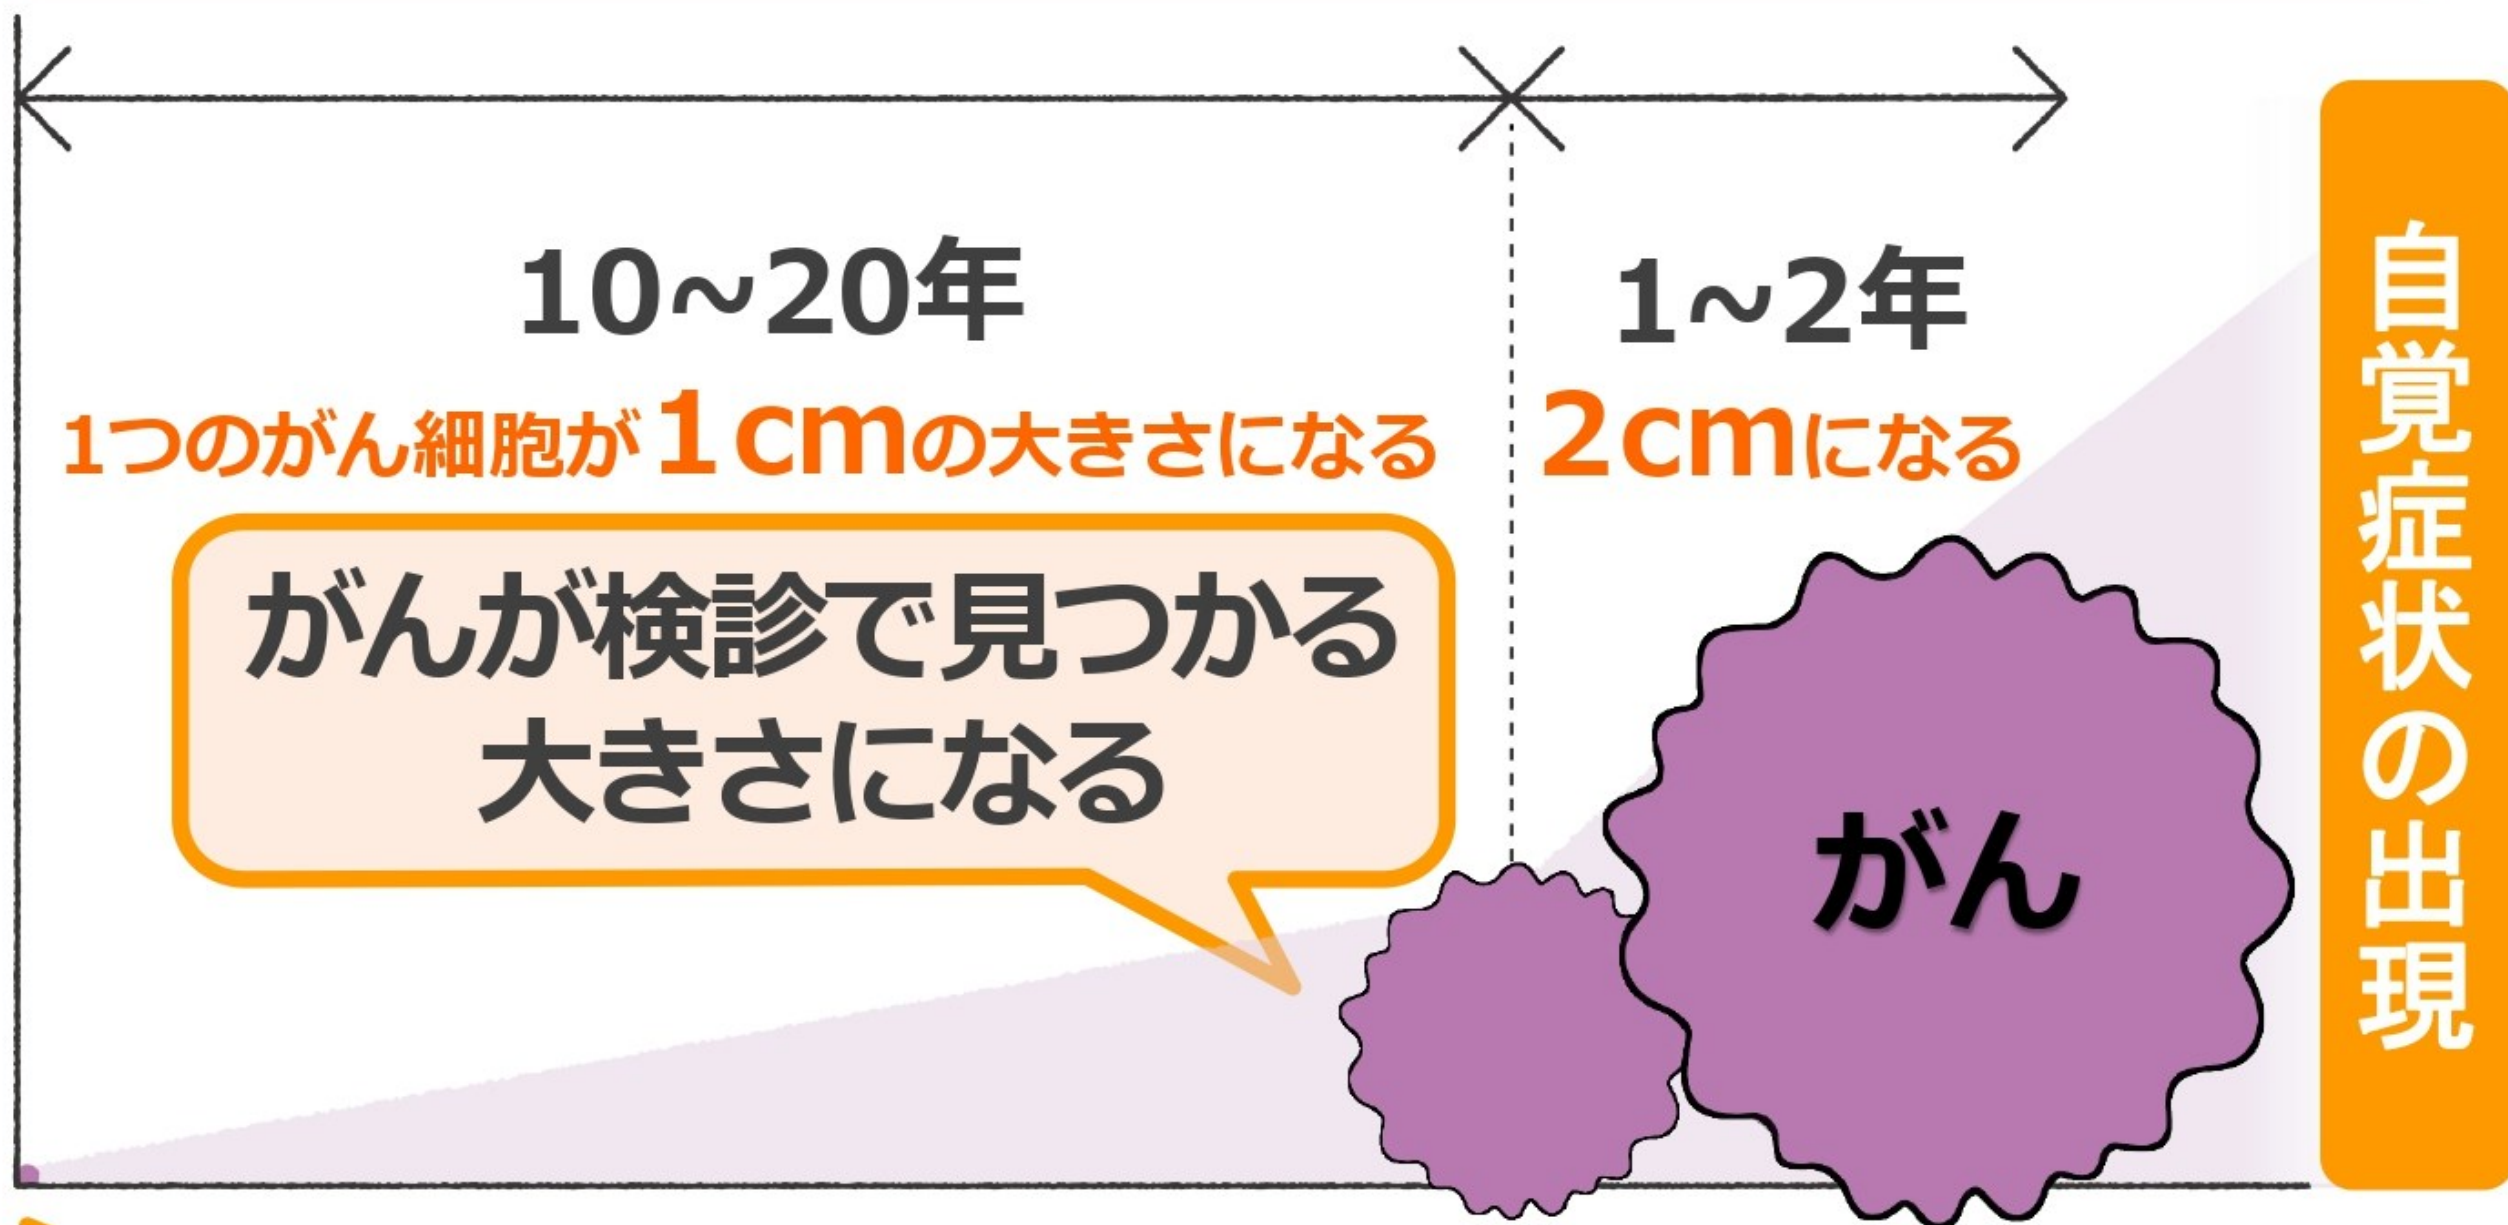 10~20年
1つのがん細胞が1cmの大きさになる
1~2年
2cmになる
がんが検診で見つかる
大きさになる
がん
自覚症状の出現